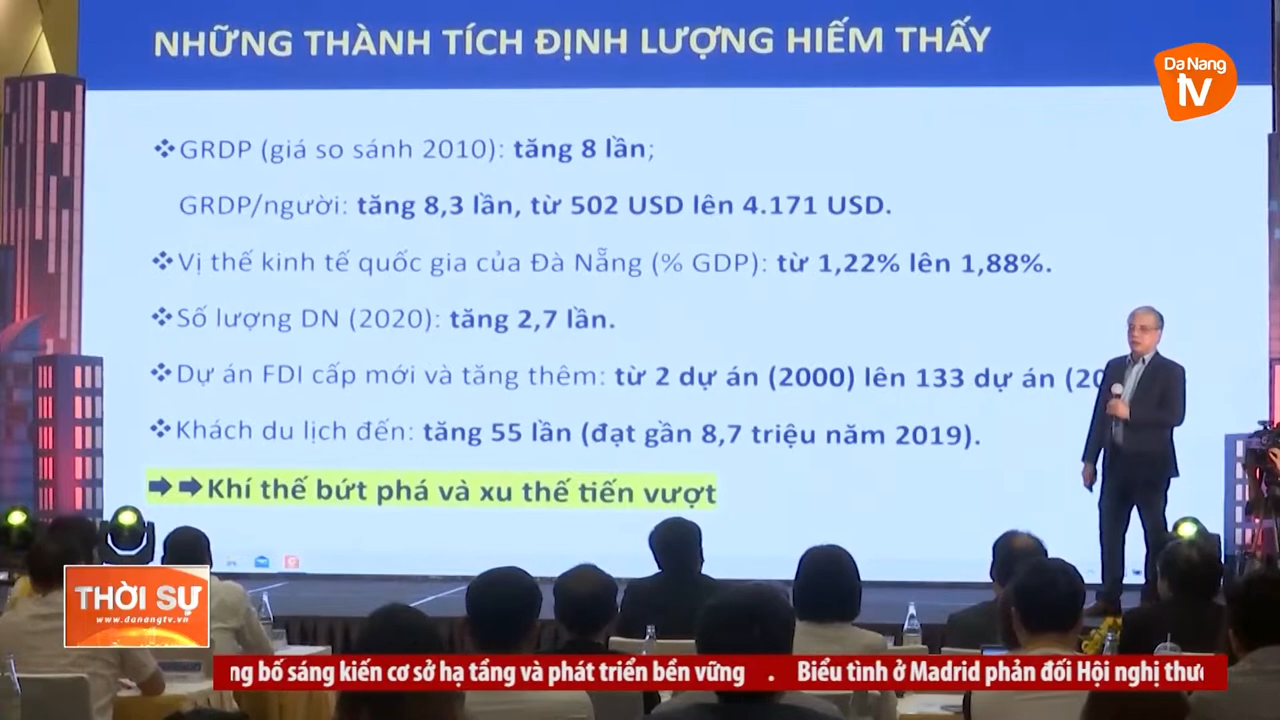 NHỮNG THÀNH TÍCH ĐỊNH LƯỢNG HIẾM THẤY
Da Nang
tv
❖GRDP (giá so sánh 2010): tăng 8 lần;
GRDP/người: tăng 8,3 lần, từ 502 USD lên 4.171 USD.
❖Vị thế kinh tế quốc gia của Đà Nẵng (% GDP): từ 1,22% lên 1,88%.
❖Số lượng DN (2020): tăng 2,7 lần.
❖Dự án FDI cấp mới và tăng thêm: từ 2 dự án (2000) lên 133 dự án (20
❖Khách du lịch đến: tăng 55 lần (đạt gần 8,7 triệu năm 2019).
➡➡Khí thế bứt phá và xu thế tiến vượt
THỜI SỰ
www.danangtv.vn
ng bố sáng kiến cơ sở hạ tầng và phát triển bền vững . Biểu tình ở Madrid phản đối Hội nghị thư